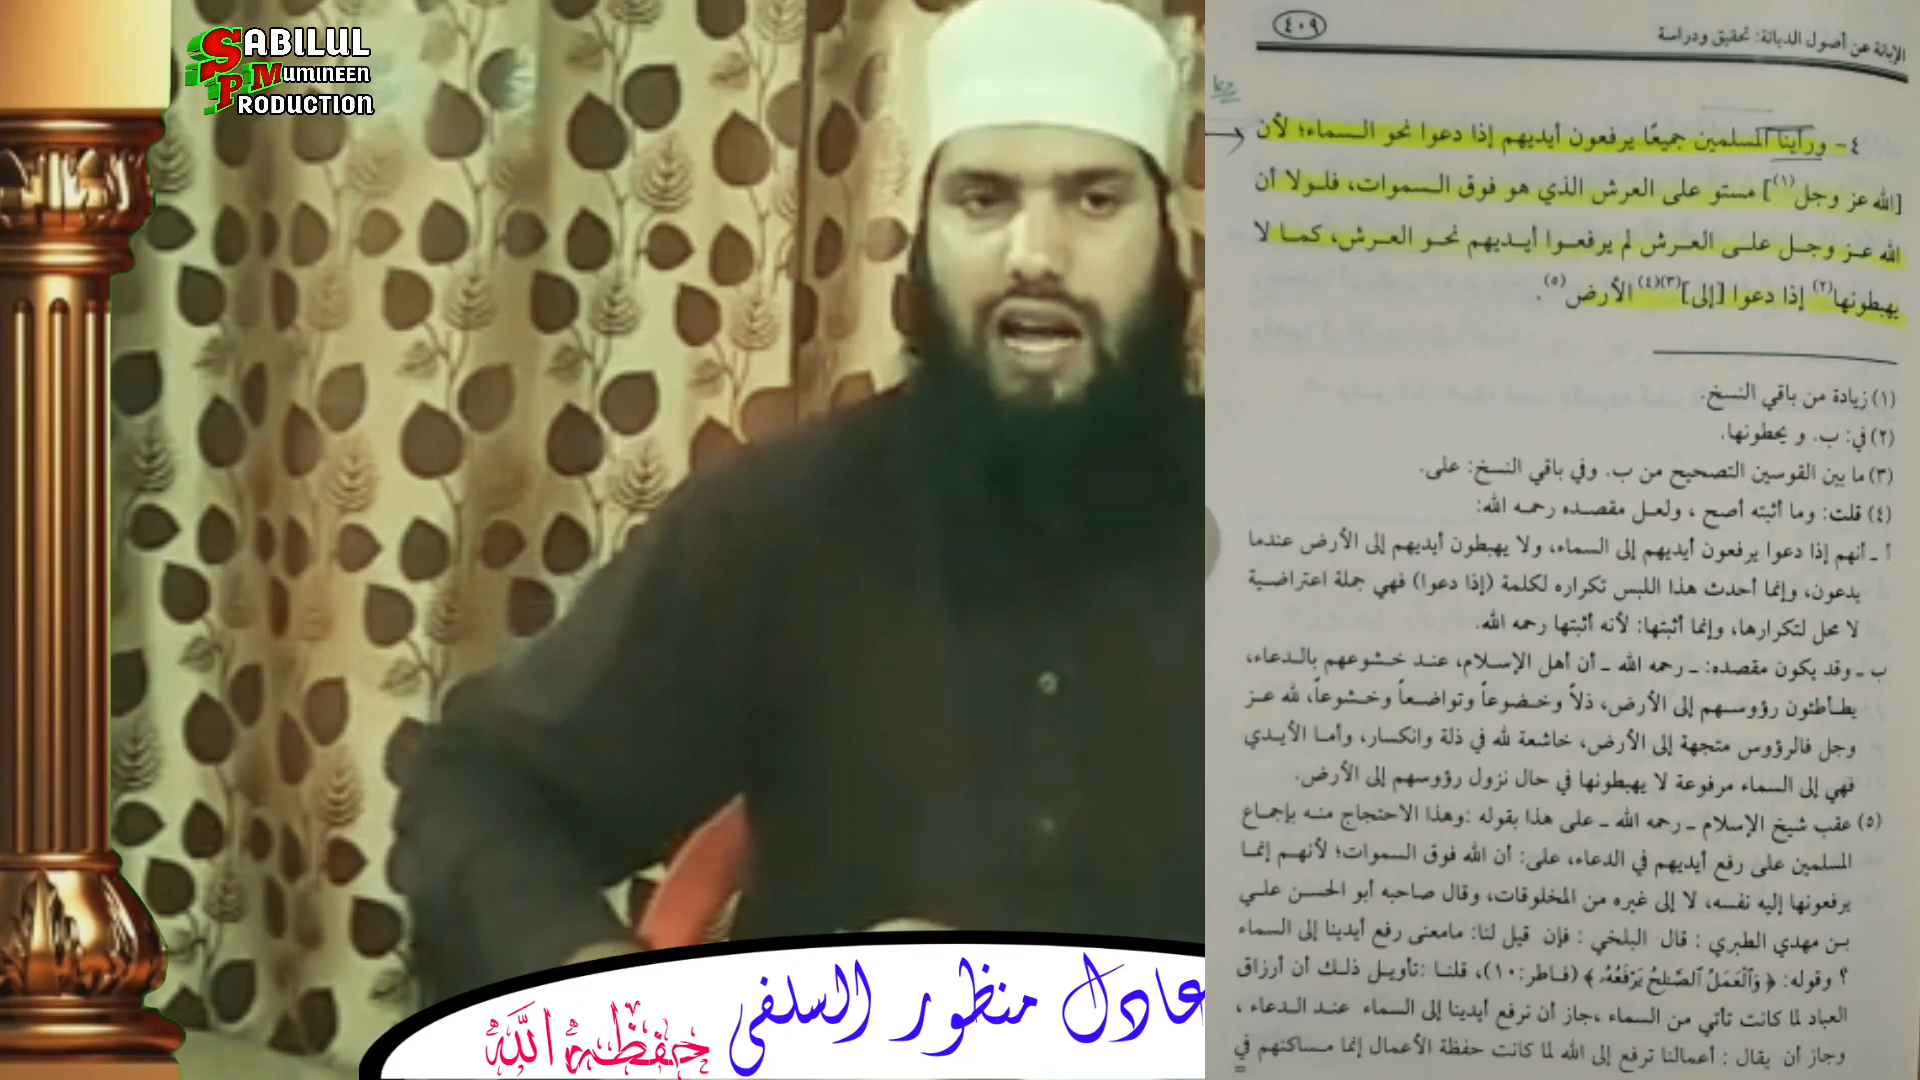 SABILUL
MUMINEEN
PRODUCTION
SPM
٤٠٩
الإبانة عن أصول الديانة: تحقيق ودراسة
٤- ورأينا المسلمين جميعًا يرفعون أيديهم إذا دعوا نحو السماء؛ لأن
[الله عز وجل(١)] مستو على العرش الذي هو فوق السموات، فلولا أن
الله عز وجل على العرش لم يرفعوا أيديهم نحو العرش، كما لا
يهبطونها(٢) إذا دعوا [إلى](٣)(٤) الأرض(٥).
(١) زيادة من باقي النسخ.
(٢) في: ب. و يحطونها.
(٣) ما بين القوسين التصحيح من ب. وفي باقي النسخ: على.
(٤) قلت: وما أثبته أصح ، ولعل مقصده رحمه الله:
أ ـ أنهم إذا دعوا يرفعون أيديهم إلى السماء، ولا يهبطون أيديهم إلى الأرض عندما
يدعون، وإنما أحدث هذا اللبس تكراره لكلمة (إذا دعوا) فهي جملة اعتراضية
لا محل لتكرارها، وإنما أثبتها: لأنه أثبتها رحمه الله.
ب ـ وقد يكون مقصده: ـ رحمه الله ـ أن أهل الإسلام، عند خشوعهم بالدعاء،
يطأطئون رؤوسهم إلى الأرض، ذلاً وخضوعاً وتواضعاً وخشوعاً، لله عز
وجل فالرؤوس متجهة إلى الأرض، خاشعة لله في ذلة وانكسار، وأما الأيدي
فهي إلى السماء مرفوعة لا يهبطونها في حال نزول رؤوسهم إلى الأرض.
(٥) عقب شيخ الإسلام ـ رحمه الله ـ على هذا بقوله :وهذا الاحتجاج منه بإجماع
المسلمين على رفع أيديهم في الدعاء، على: أن الله فوق السموات؛ لأنهم إنما
يرفعونها إليه نفسه، لا إلى غيره من المخلوقات، وقال صاحبه أبو الحسن علي
بن مهدي الطبري : قال البلخي : فإن قيل لنا: مامعنى رفع أيدينا إلى السماء
؟ وقوله: ﴿ وَٱلْعَمَلُ ٱلصَّٰلِحُ يَرْفَعُهُۥ ﴾ (فاطر:١٠)، قلنا :تأويل ذلك أن أرزاق
العباد لما كانت تأتي من السماء ،جاز أن نرفع أيدينا إلى السماء عند الدعاء ،
وجاز أن يقال : أعمالنا ترفع إلى الله لما كانت حفظة الأعمال إنما مساكنهم في
=
عادل منظور السلفى
حفظہ اللّٰہ